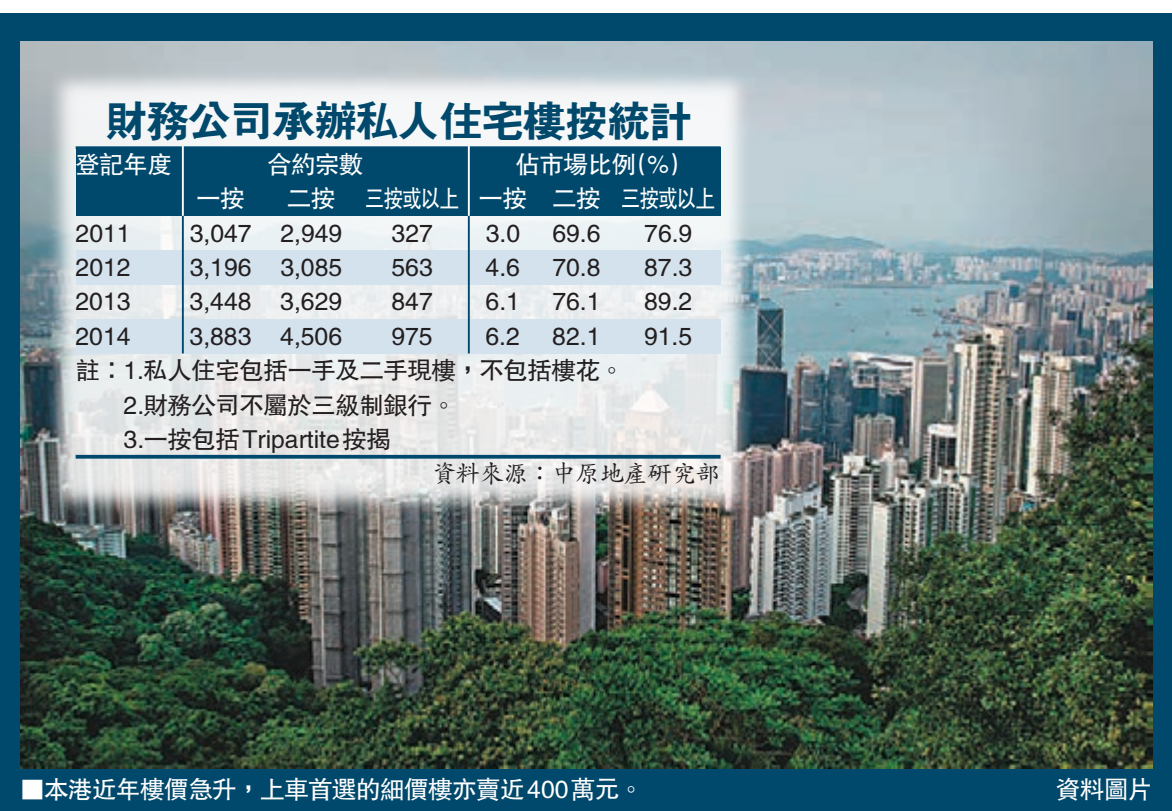 財務公司承辦私人住宅樓按統計
登記年度 合約宗數 佔市場比例(%)
一按 二按 三按或以上 一按 二按 三按或以上
2011 3,047 2,949 327 3.0 69.6 76.9
2012 3,196 3,085 563 4.6 70.8 87.3
2013 3,448 3,629 847 6.1 76.1 89.2
2014 3,883 4,506 975 6.2 82.1 91.5
註：1.私人住宅包括一手及二手現樓，不包括樓花。
2.財務公司不屬於三級制銀行。
3.一按包括Tripartite按揭
資料來源：中原地產研究部
■本港近年樓價急升，上車首選的細價樓亦賣近400萬元。 資料圖片